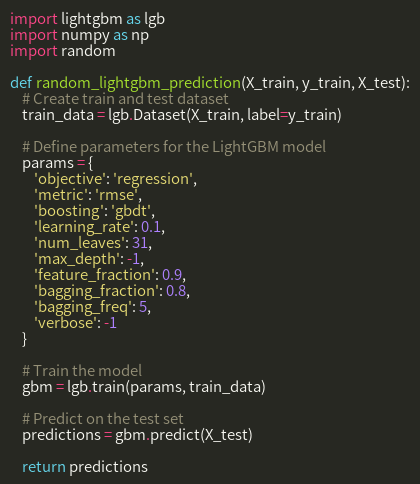 import lightgbm as lgb
import numpy as np
import random

def random_lightgbm_prediction(X_train, y_train, X_test):
    # Create train and test dataset
    train_data = lgb.Dataset(X_train, label=y_train)

    # Define parameters for the LightGBM model
    params = {
        'objective': 'regression',
        'metric': 'rmse',
        'boosting': 'gbdt',
        'learning_rate': 0.1,
        'num_leaves': 31,
        'max_depth': -1,
        'feature_fraction': 0.9,
        'bagging_fraction': 0.8,
        'bagging_freq': 5,
        'verbose': -1
    }

    # Train the model
    gbm = lgb.train(params, train_data)

    # Predict on the test set
    predictions = gbm.predict(X_test)

    return predictions